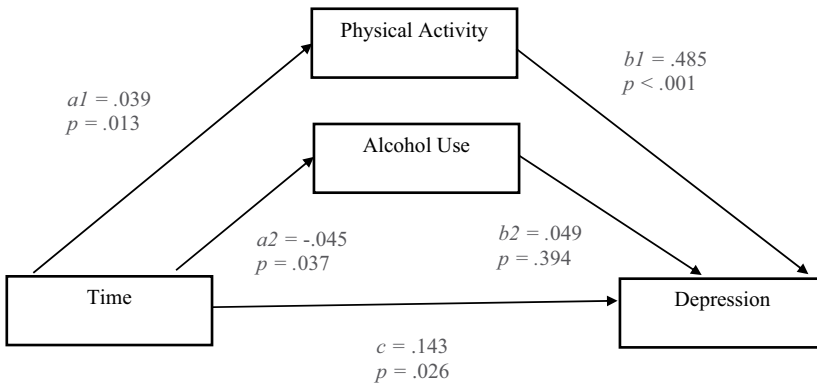 Physical Activity
b1 = .485
p < .001
a1 = .039
p = .013
Alcohol Use
a2 = -.045
p = .037
b2 = .049
p = .394
Time
Depression
c = .143
p = .026